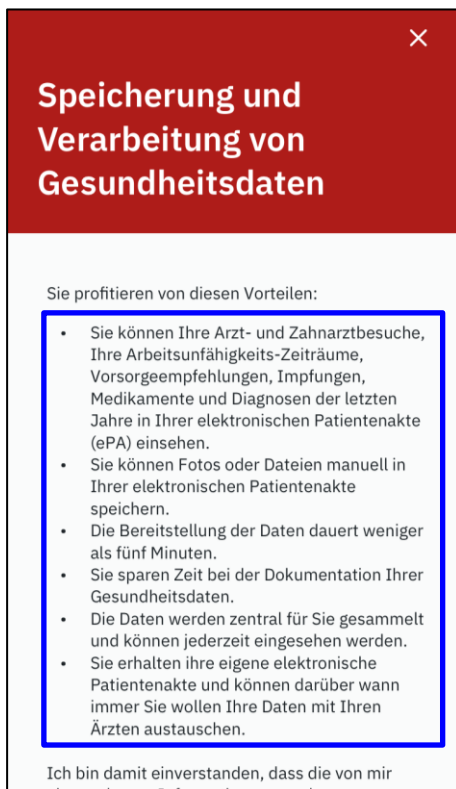 Speicherung und
Verarbeitung von
Gesundheitsdaten
Sie profitieren von diesen Vorteilen:
• Sie können Ihre Arzt- und Zahnarztbesuche,
Ihre Arbeitsunfähigkeits-Zeiträume,
Vorsorgeempfehlungen, Impfungen,
Medikamente und Diagnosen der letzten
Jahre in Ihrer elektronischen Patientenakte
(ePA) einsehen.
• Sie können Fotos oder Dateien manuell in
Ihrer elektronischen Patientenakte
speichern.
• Die Bereitstellung der Daten dauert weniger
als fünf Minuten.
• Sie sparen Zeit bei der Dokumentation Ihrer
Gesundheitsdaten.
• Die Daten werden zentral für Sie gesammelt
und können jederzeit eingesehen werden.
• Sie erhalten ihre eigene elektronische
Patientenakte und können darüber wann
immer Sie wollen Ihre Daten mit Ihren
Ärzten austauschen.
Ich bin damit einverstanden, dass die von mir